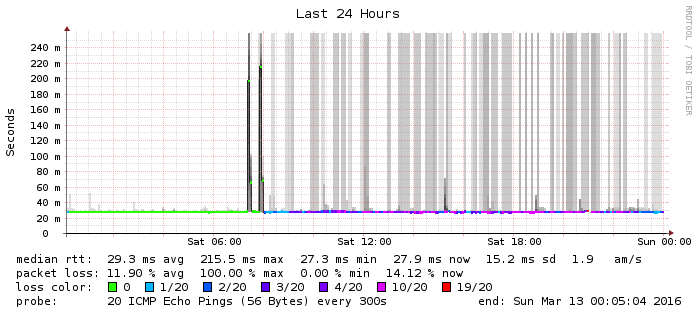 Last 24 Hours
RRDTOOL / TOBI OETIKER
Seconds
240 m
220 m
200 m
180 m
160 m
140 m
120 m
100 m
80 m
60 m
40 m
20 m
0
Sat 06:00 Sat 12:00 Sat 18:00 Sun 00:00
median rtt: 29.3 ms avg 215.5 ms max 27.3 ms min 27.9 ms now 15.2 ms sd 1.9 am/s
packet loss: 11.90 % avg 100.00 % max 0.00 % min 14.12 % now
loss color: 0 1/20 2/20 3/20 4/20 10/20 19/20
probe: 20 ICMP Echo Pings (56 Bytes) every 300s end: Sun Mar 13 00:05:04 2016